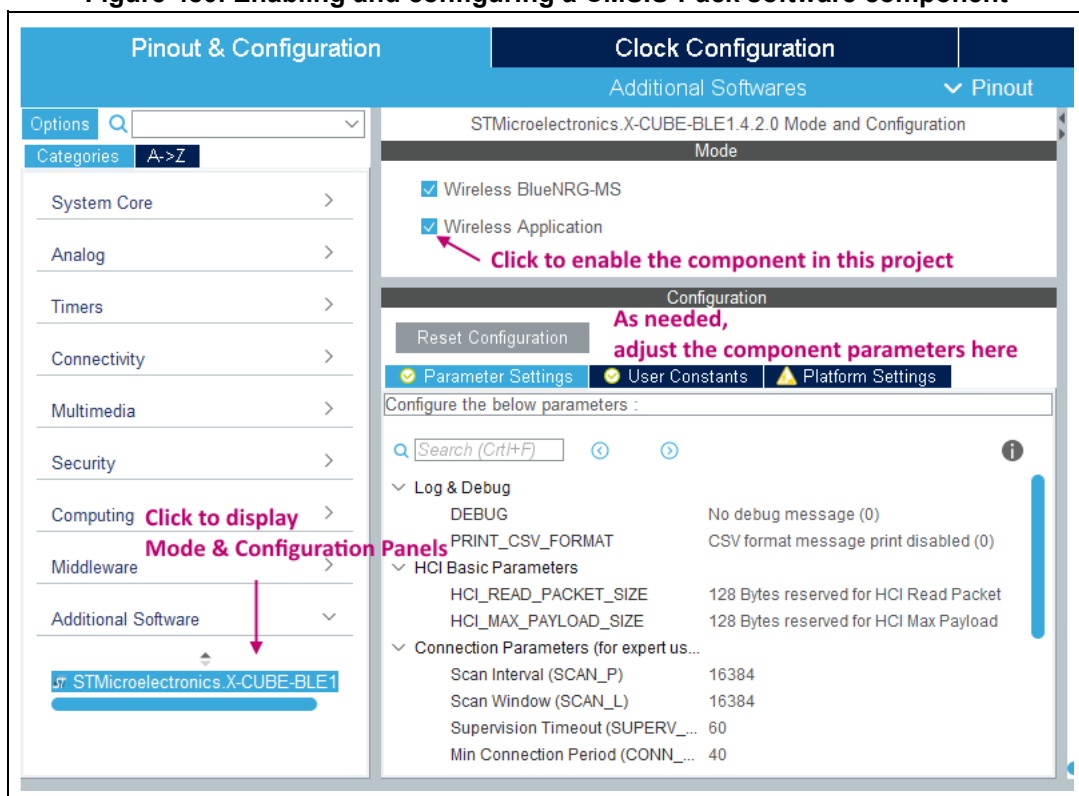 Pinout & Configuration
Clock Configuration
Additional Softwares
Pinout
Options
Categories
A->Z
System Core
Analog
Timers
Connectivity
Multimedia
Security
Computing
Click to display
Mode & Configuration Panels
Middleware
Additional Software
STMicroelectronics.X-CUBE-BLE1
STMicroelectronics.X-CUBE-BLE1.4.2.0 Mode and Configuration
Mode
Wireless BlueNRG-MS
Wireless Application
Click to enable the component in this project
Configuration
Reset Configuration
As needed,
adjust the component parameters here
Parameter Settings
User Constants
Platform Settings
Configure the below parameters :
Search (Crtl+F)
Log & Debug
DEBUG No debug message (0)
PRINT_CSV_FORMAT CSV format message print disabled (0)
HCI Basic Parameters
HCI_READ_PACKET_SIZE 128 Bytes reserved for HCI Read Packet
HCI_MAX_PAYLOAD_SIZE 128 Bytes reserved for HCI Max Payload
Connection Parameters (for expert us...
Scan Interval (SCAN_P) 16384
Scan Window (SCAN_L) 16384
Supervision Timeout (SUPERV_... 60
Min Connection Period (CONN_... 40